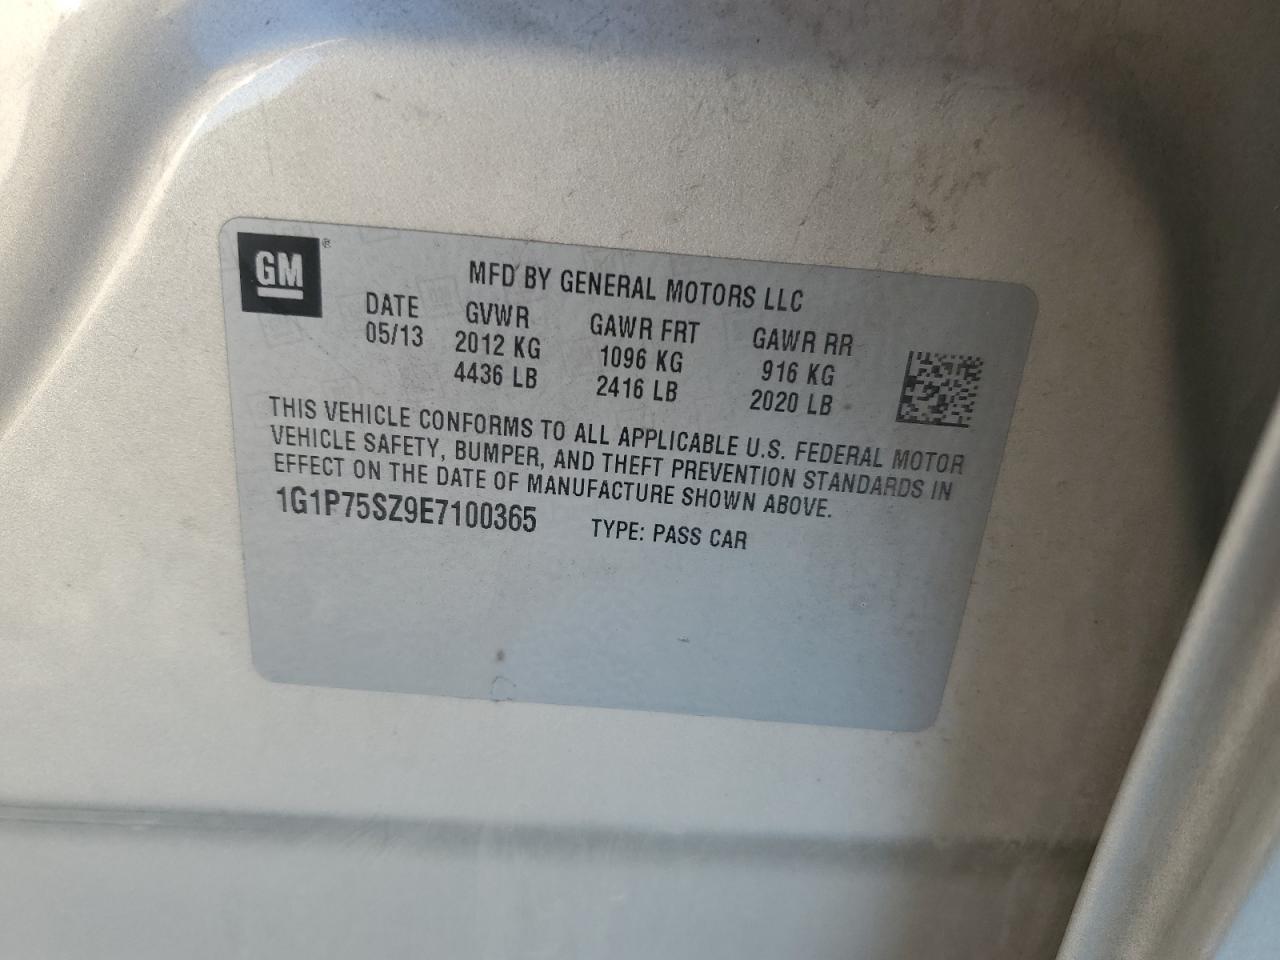 GM ®
MFD BY GENERAL MOTORS LLC
DATE GVWR GAWR FRT GAWR RR
05/13 2012 KG 1096 KG 916 KG
4436 LB 2416 LB 2020 LB
THIS VEHICLE CONFORMS TO ALL APPLICABLE U.S. FEDERAL MOTOR
VEHICLE SAFETY, BUMPER, AND THEFT PREVENTION STANDARDS IN
EFFECT ON THE DATE OF MANUFACTURE SHOWN ABOVE.
1G1P75SZ9E7100365 TYPE: PASS CAR